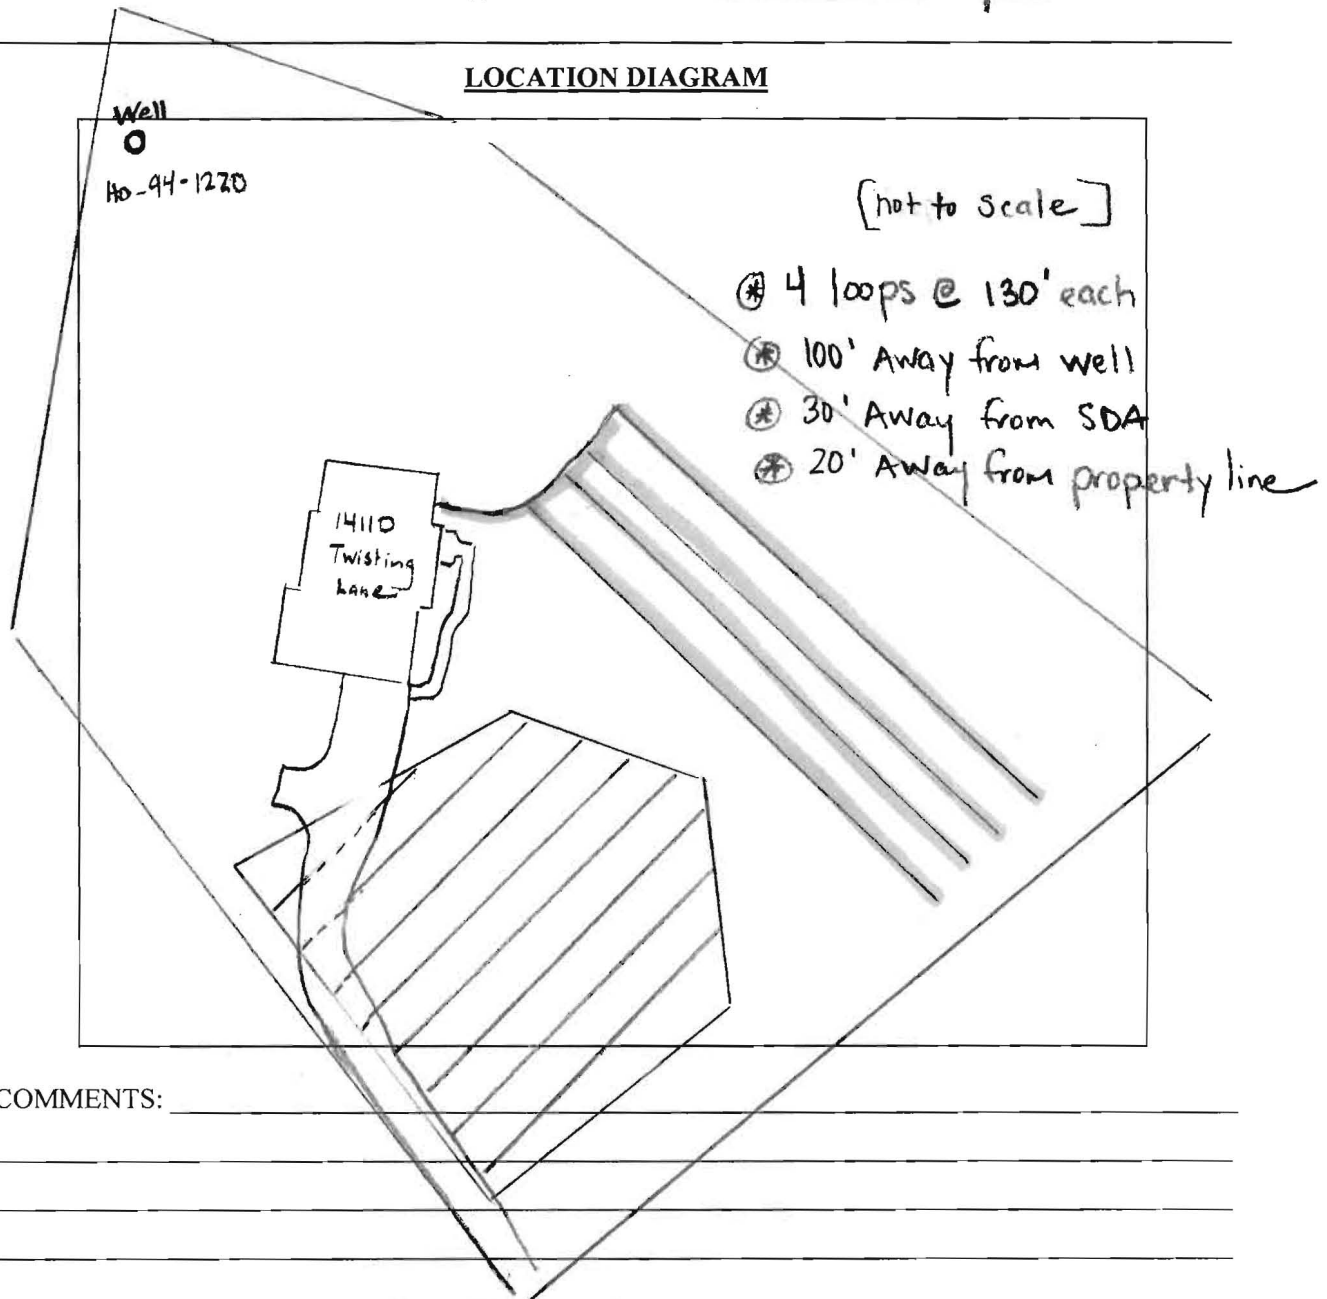 LOCATION DIAGRAM
Well
HO-94-1220
[not to scale]
* 4 loops @ 130' each
* 100' Away from well
* 30' Away from SDA
* 20' Away from property line
14110
Twisting
Lane
COMMENTS: